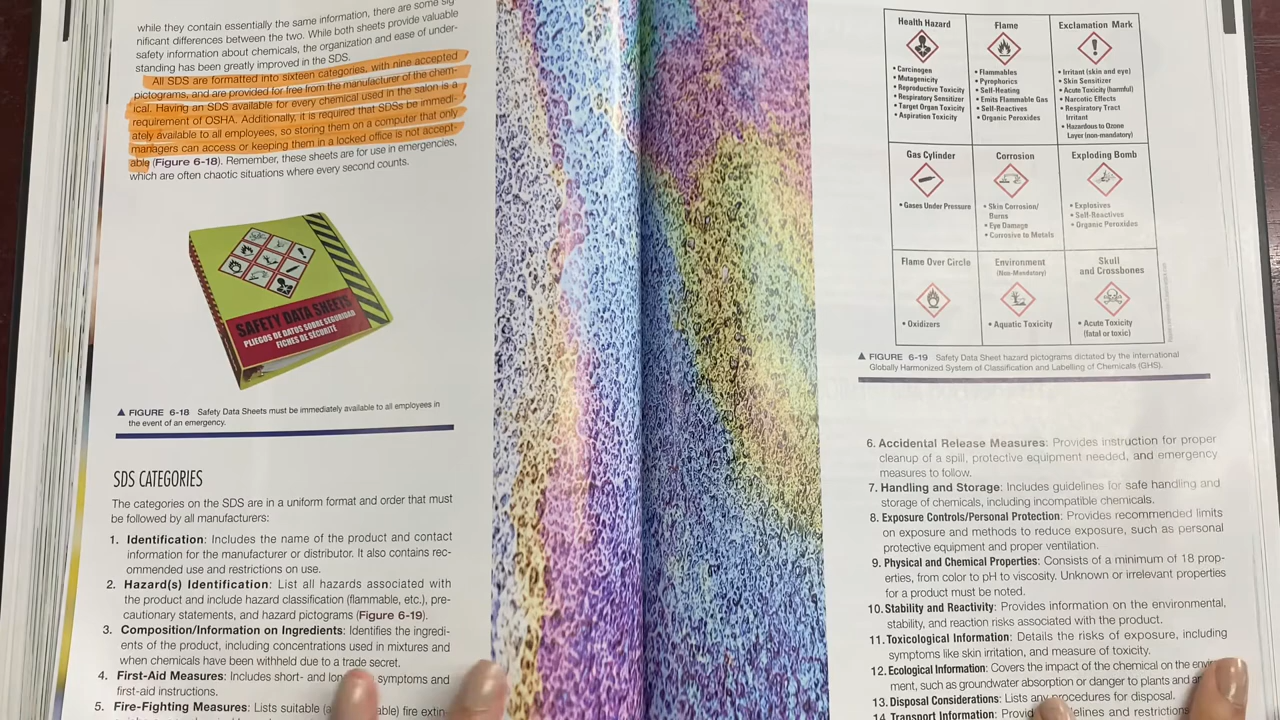 while they contain essentially the same information, there are some sig
nificant differences between the two. While both sheets provide valuable
safety information about chemicals, the organization and ease of under-
standing has been greatly improved in the SDS.
All SDS are formatted into sixteen categories, with nine accepted
pictograms, and are provided for free from the manufacturer of the chem-
ical. Having an SDS available for every chemical used in the salon is a
requirement of OSHA. Additionally, it is required that SDSs be immedi-
ately available to all employees, so storing them on a computer that only
managers can access or keeping them in a locked office is not accept-
able (Figure 6-18). Remember, these sheets are for use in emergencies,
which are often chaotic situations where every second counts.
SAFETY DATA SHEETS
PLIEGOS DE DATOS SOBRE SEGURIDAD
FICHES DE SÉCURITÉ
▲ FIGURE 6-18 Safety Data Sheets must be immediately available to all employees in
the event of an emergency.
SDS CATEGORIES
The categories on the SDS are in a uniform format and order that must
be followed by all manufacturers:
1. Identification: Includes the name of the product and contact
information for the manufacturer or distributor. It also contains rec-
ommended use and restrictions on use.
2. Hazard(s) Identification: List all hazards associated with
the product and include hazard classification (flammable, etc.), pre-
cautionary statements, and hazard pictograms (Figure 6-19).
3. Composition/Information on Ingredients: Identifies the ingredi-
ents of the product, including concentrations used in mixtures and
when chemicals have been withheld due to a trade secret.
4. First-Aid Measures: Includes short- and symptoms and
first-aid instructions.
5. Fire-Fighting Measures: Lists suitable fire extin-
Health Hazard
• Carcinogen
• Mutagenicity
• Reproductive Toxicity
• Respiratory Sensitizer
• Target Organ Toxicity
• Aspiration Toxicity
Flame
• Flammables
• Pyrophorics
• Self-Heating
• Emits Flammable Gas
• Self-Reactives
• Organic Peroxides
Exclamation Mark
• Irritant (skin and eye)
• Skin Sensitizer
• Acute Toxicity (harmful)
• Narcotic Effects
• Respiratory Tract
Irritant
• Hazardous to Ozone
Layer (non-mandatory)
Gas Cylinder
• Gases Under Pressure
Corrosion
• Skin Corrosion/
Burns
• Eye Damage
• Corrosive to Metals
Exploding Bomb
• Explosives
• Self-Reactives
• Organic Peroxides
Flame Over Circle
• Oxidizers
Environment
(Non-Mandatory)
• Aquatic Toxicity
Skull
and Crossbones
• Acute Toxicity
(fatal or toxic)
▲ FIGURE 6-19 Safety Data Sheet hazard pictograms dictated by the international
Globally Harmonized System of Classification and Labelling of Chemicals (GHS).
6. Accidental Release Measures: Provides instruction for proper
cleanup of a spill, protective equipment needed, and emergency
measures to follow.
7. Handling and Storage: Includes guidelines for safe handling and
storage of chemicals, including incompatible chemicals.
8. Exposure Controls/Personal Protection: Provides recommended limits
on exposure and methods to reduce exposure, such as personal
protective equipment and proper ventilation.
9. Physical and Chemical Properties: Consists of a minimum of 18 prop-
erties, from color to pH to viscosity. Unknown or irrelevant properties
for a product must be noted.
10. Stability and Reactivity: Provides information on the environmental,
stability, and reaction risks associated with the product.
11. Toxicological Information: Details the risks of exposure, including
symptoms like skin irritation, and measure of toxicity.
12. Ecological Information: Covers the impact of the chemical on the
ment, such as groundwater absorption or danger to plants and
13. Disposal Considerations: Lists any procedures for disposal.
14. Transport Information: and restrictions